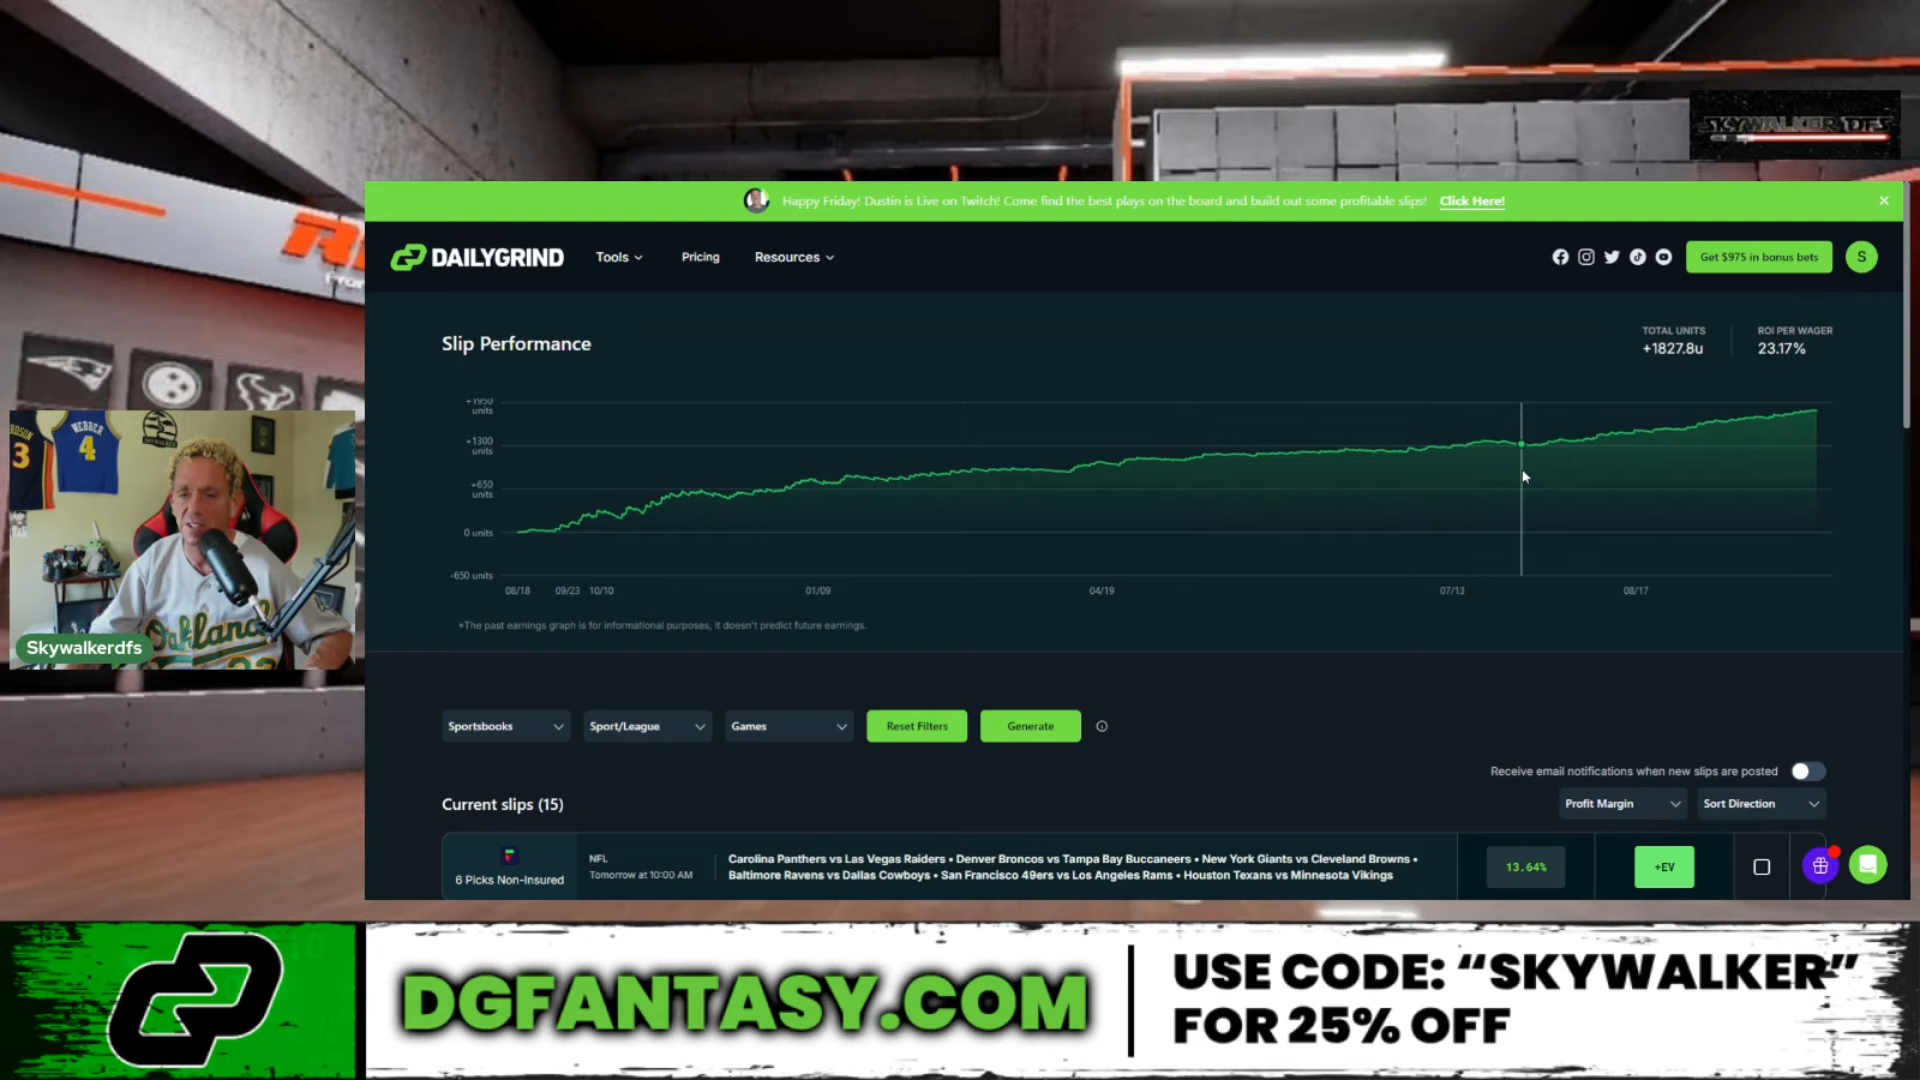 SKYWALKER DFS
Happy Friday! Dustin is Live on Twitch! Come find the best plays on the board and build out some profitable slips! Click Here!
DAILYGRIND
Tools
Pricing
Resources
Get $975 in bonus bets
S
Slip Performance
TOTAL UNITS
+1827.8u
ROI PER WAGER
23.17%
+1950
units
+1300
units
+650
units
0 units
-650 units
08/18
09/23
10/10
01/09
04/19
07/13
08/17
*The past earnings graph is for informational purposes, it doesn't predict future earnings.
WEBBER
4
3
Oakland
Skywalkerdfs
Sportsbooks
Sport/League
Games
Reset Filters
Generate
Receive email notifications when new slips are posted
Current slips (15)
Profit Margin
Sort Direction
6 Picks Non-Insured
NFL
Tomorrow at 10:00 AM
Carolina Panthers vs Las Vegas Raiders • Denver Broncos vs Tampa Bay Buccaneers • New York Giants vs Cleveland Browns •
Baltimore Ravens vs Dallas Cowboys • San Francisco 49ers vs Los Angeles Rams • Houston Texans vs Minnesota Vikings
13.64%
+EV
DGFANTASY.COM
USE CODE: “SKYWALKER”
FOR 25% OFF